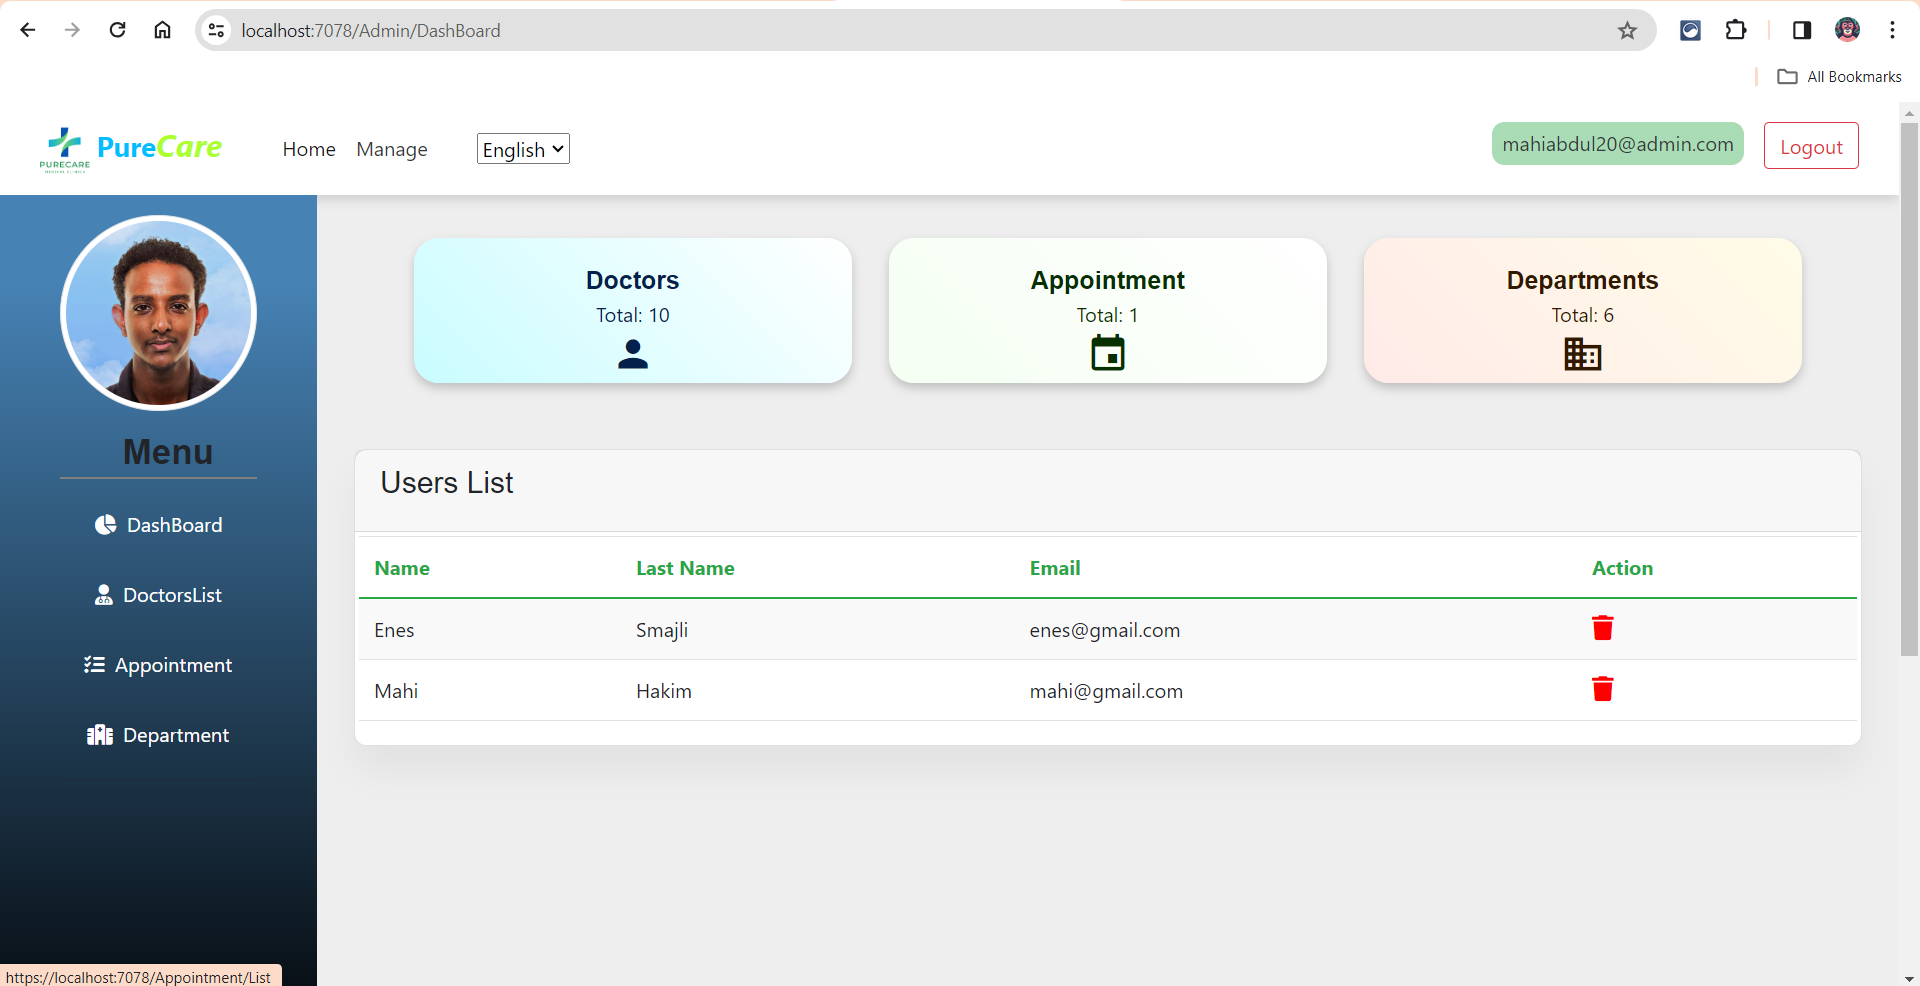 localhost:7078/Admin/DashBoard
All Bookmarks
PURECARE
MEDICAL CLINICS
PureCare
Home
Manage
English
mahiabdul20@admin.com
Logout
Menu
DashBoard
DoctorsList
Appointment
Department
Doctors
Total: 10
Appointment
Total: 1
Departments
Total: 6
Users List
Name Last Name Email Action
Enes Smajli enes@gmail.com
Mahi Hakim mahi@gmail.com
https://localhost:7078/Appointment/List